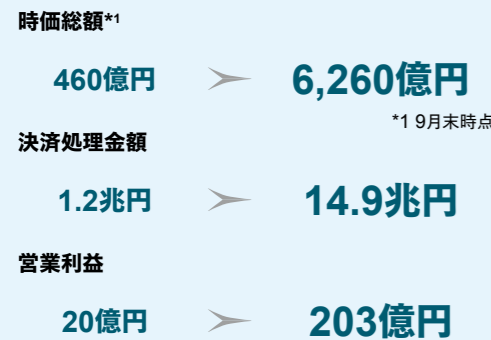 時価総額*1
460億円 6,260億円
*1 9月末時点
決済処理金額
1.2兆円 14.9兆円
営業利益
20億円 203億円